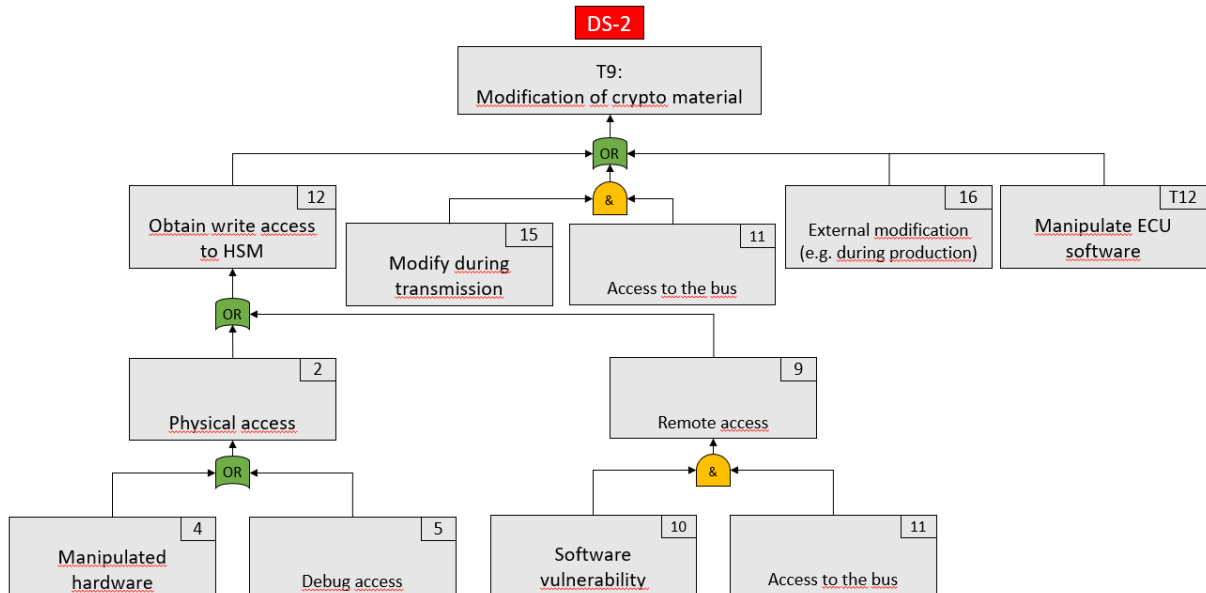 DS-2
T9:
Modification of crypto material
OR
&
12
Obtain write access
to HSM
15
Modify during
transmission
11
Access to the bus
16
External modification
(e.g. during production)
T12
Manipulate ECU
software
OR
2
Physical access
9
Remote access
OR
&
4
Manipulated
hardware
5
Debug access
10
Software
vulnerability
11
Access to the bus